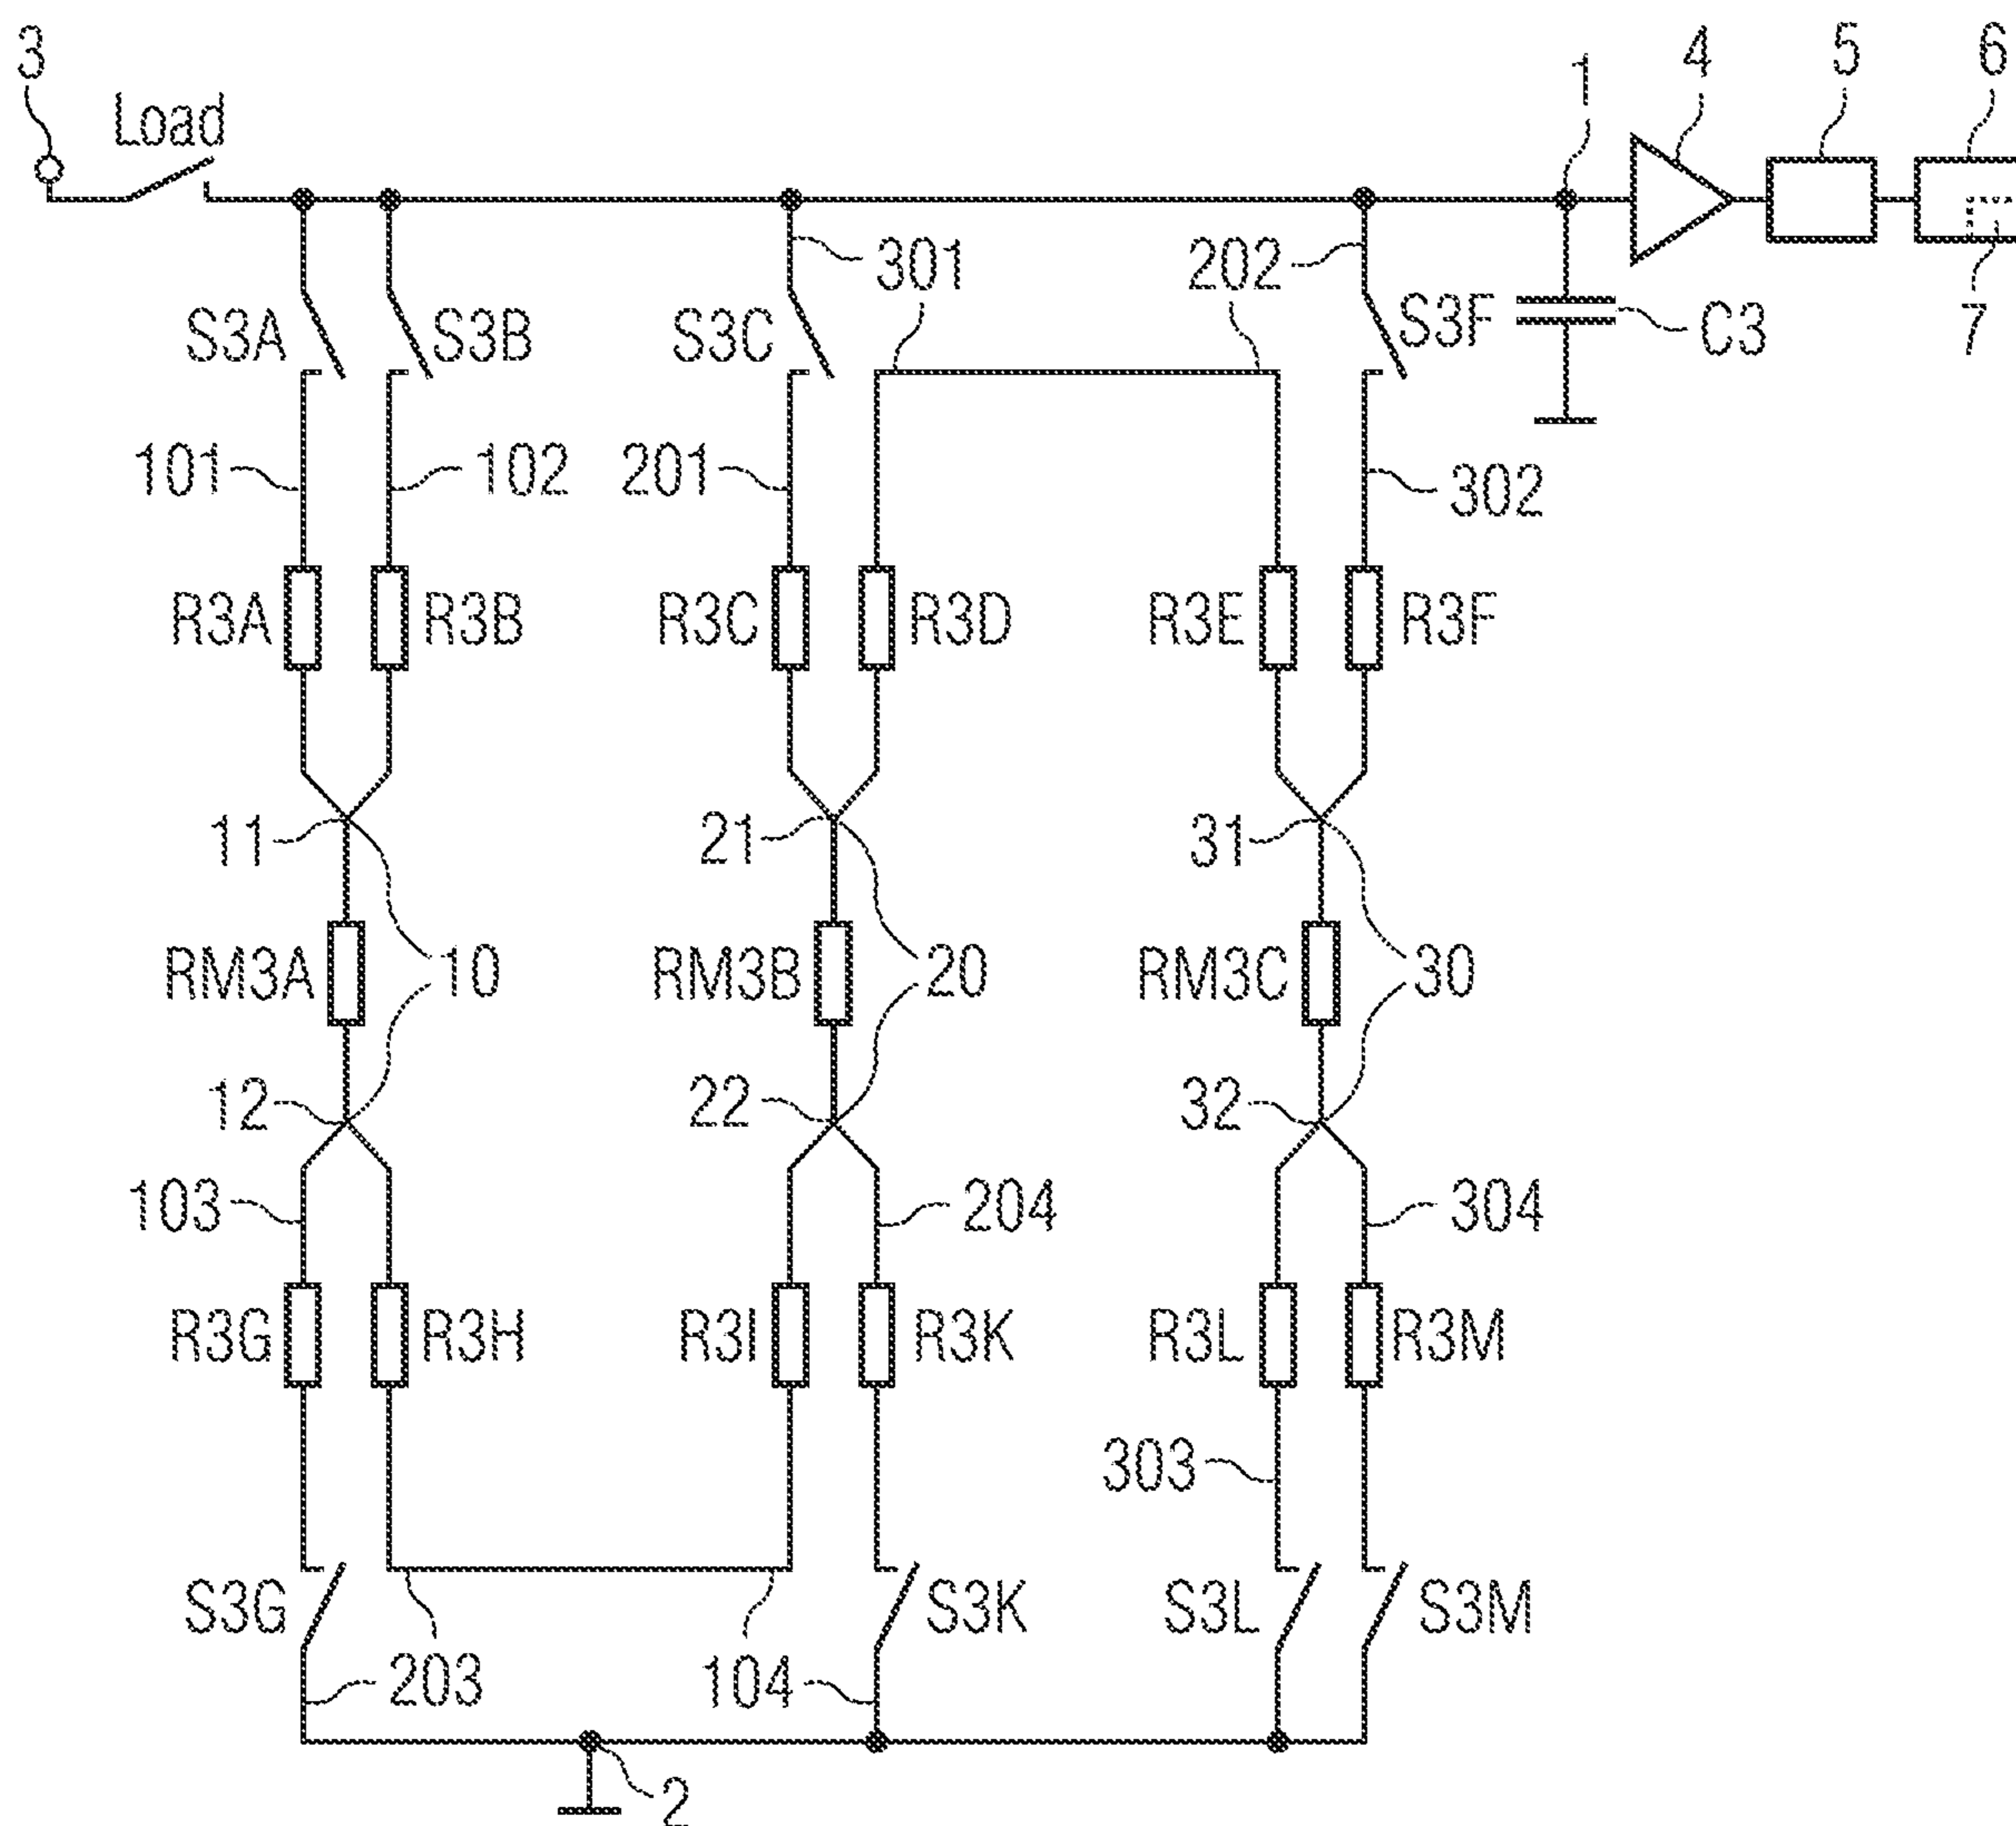 3 Load 1 4 5 6
301 202
S3A S3B S3C S3F C3 7
101 102 201 302
R3A R3B R3C R3D R3E R3F
11 21 31
RM3A 10 RM3B 20 RM3C 30
12 22 32
103 204 304
R3G R3H R3I R3K R3L R3M
303
S3G S3K S3L S3M
203 104
2